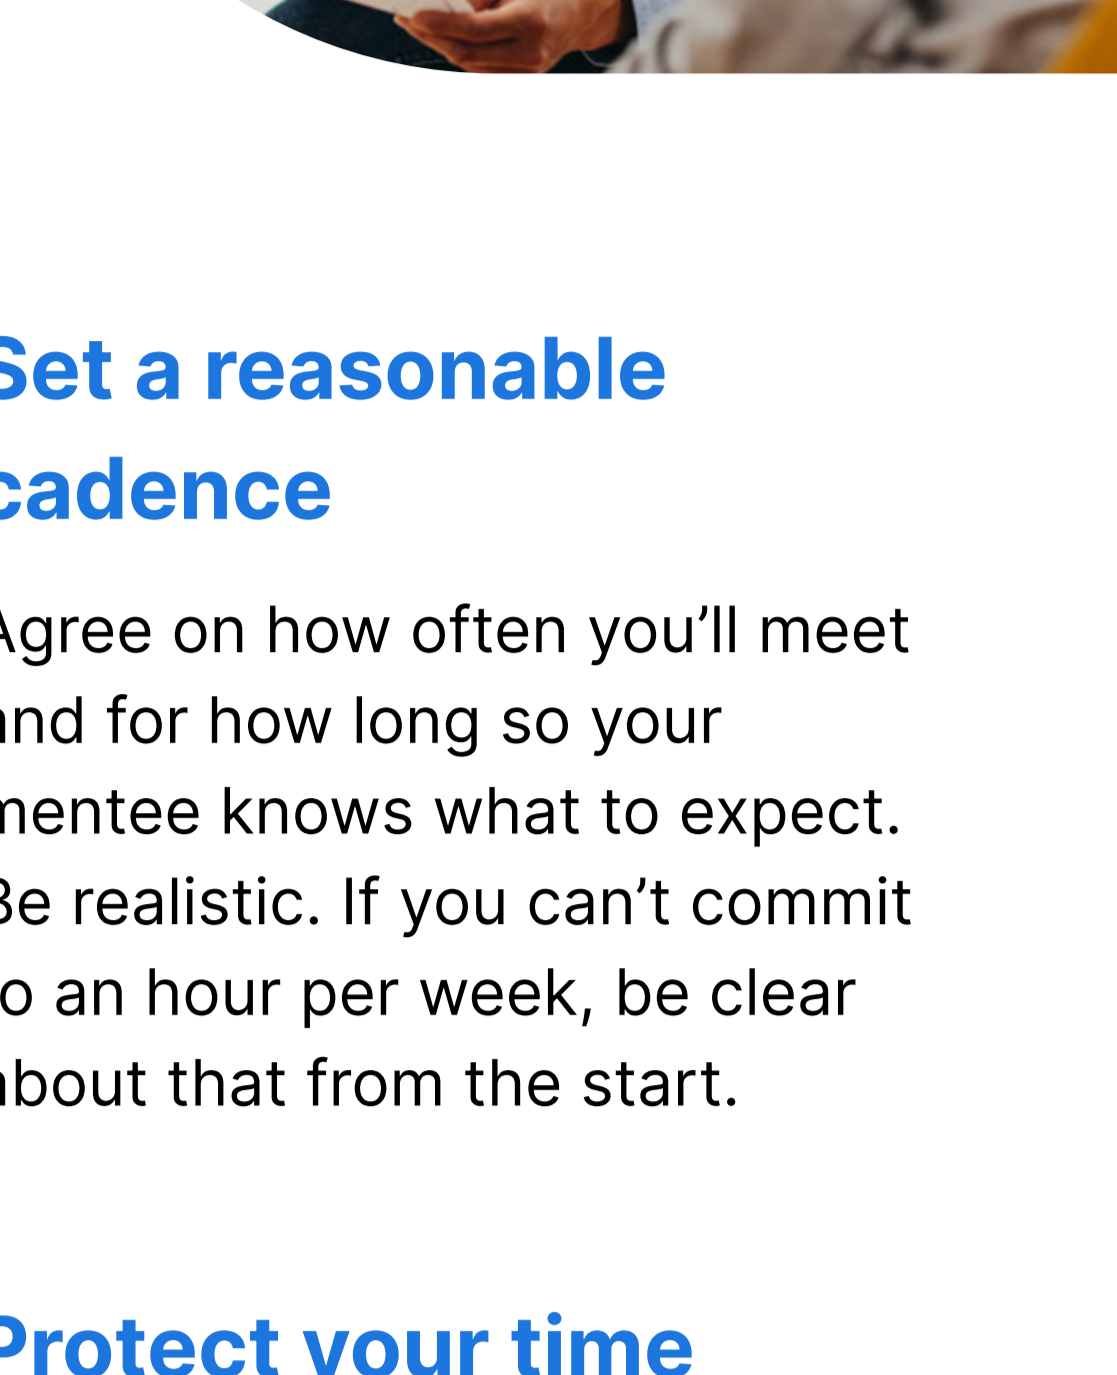 Set a reasonable
cadence
Agree on how often you’ll meet
and for how long so your
mentee knows what to expect.
Be realistic. If you can’t commit
to an hour per week, be clear
about that from the start.
Protect your time